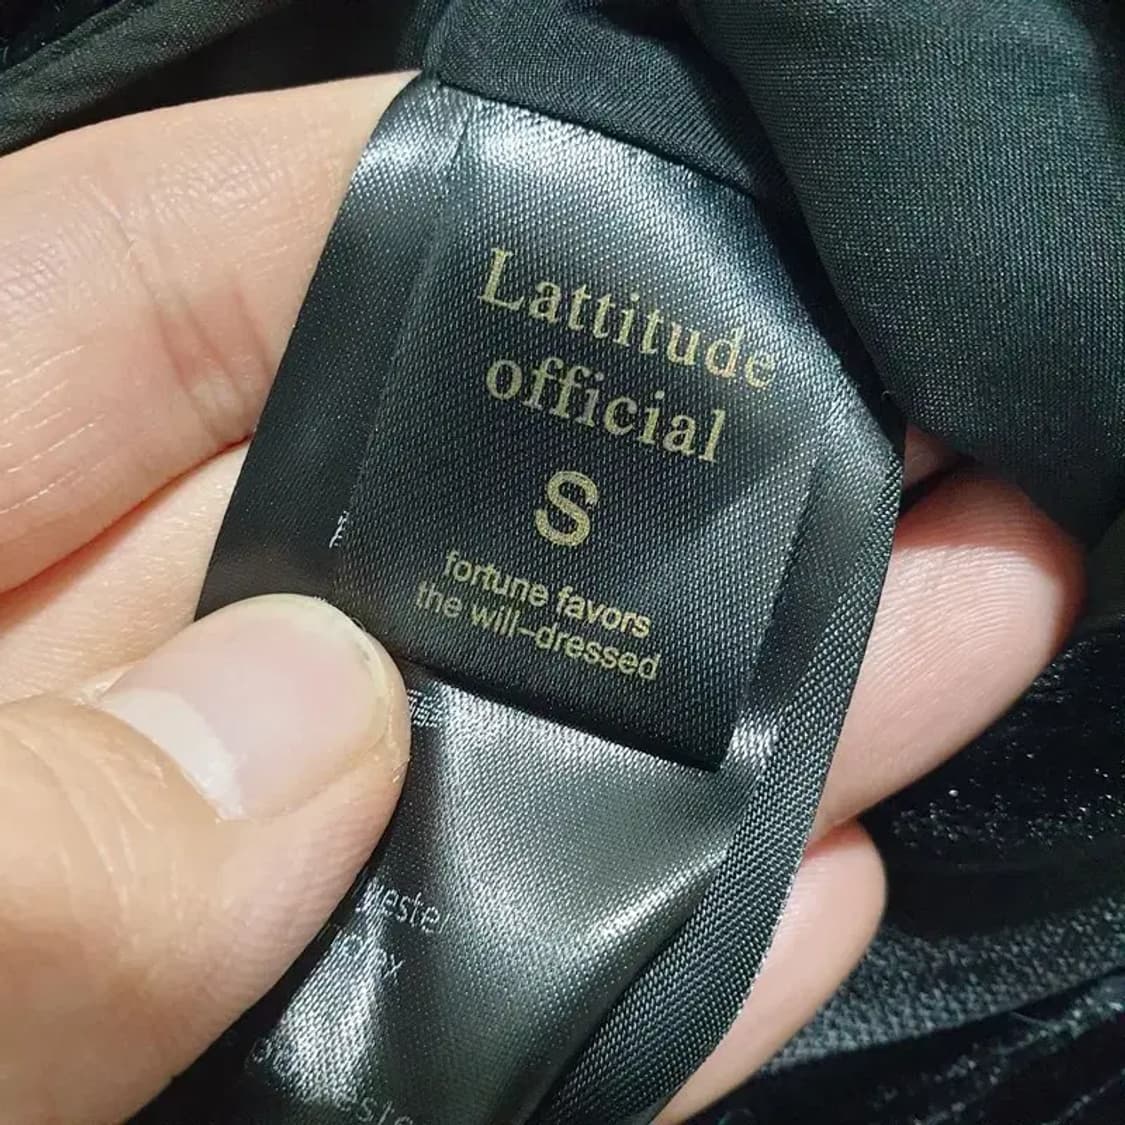 Lattitude
official
S
fortune favors
the will-dressed